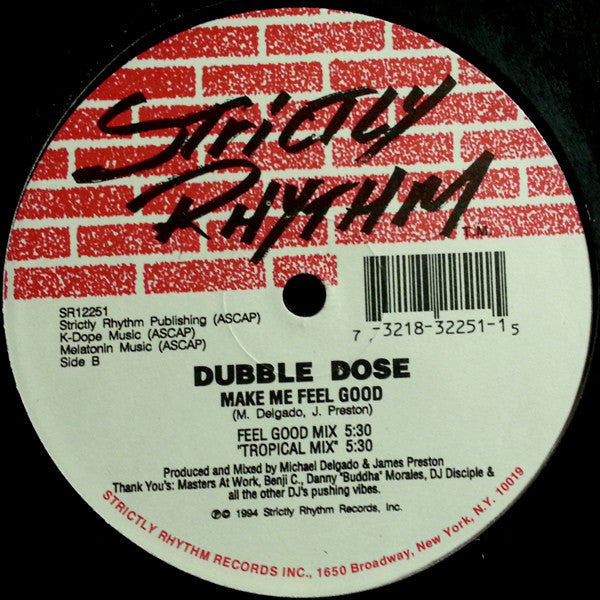 STRICTLY
RHYTHM
T.M.
SR12251
Strictly Rhythm Publishing (ASCAP)
K-Dope Music (ASCAP)
Melatonin Music (ASCAP)
Side B
7 -73218-32251-1 5
DUBBLE DOSE
MAKE ME FEEL GOOD
(M. Delgado, J. Preston)
FEEL GOOD MIX 5:30
"TROPICAL MIX" 5:30
Produced and Mixed by Michael Delgado & James Preston
Thank You's: Masters At Work, Benji C., Danny "Buddha" Morales, DJ Disciple &
all the other DJ's pushing vibes.
℗© 1994 Strictly Rhythm Records, Inc.
STRICTLY RHYTHM RECORDS INC., 1650 Broadway, New York, N.Y. 10019